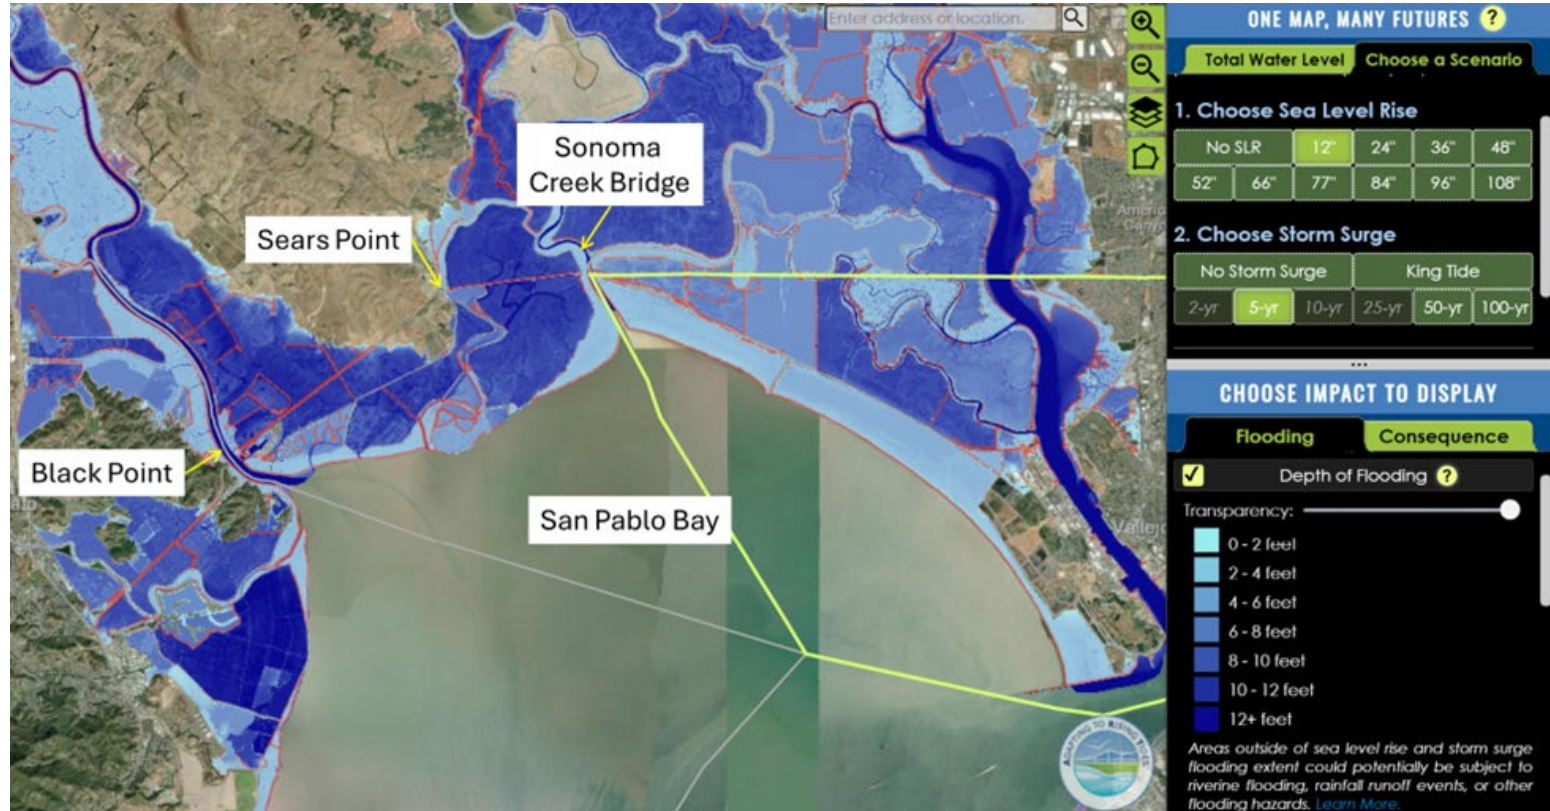 Enter address or location.
Sonoma
Creek Bridge
Sears Point
Black Point
San Pablo Bay
Vallejo
ADAPTING TO RISING TIDES
ONE MAP, MANY FUTURES ?
Total Water Level Choose a Scenario
1. Choose Sea Level Rise
No SLR 12" 24" 36" 48"
52" 66" 77" 84" 96" 108"
2. Choose Storm Surge
No Storm Surge King Tide
2-yr 5-yr 10-yr 25-yr 50-yr 100-yr
CHOOSE IMPACT TO DISPLAY
Flooding Consequence
Depth of Flooding ?
Transparency:
0 - 2 feet
2 - 4 feet
4 - 6 feet
6 - 8 feet
8 - 10 feet
10 - 12 feet
12+ feet
Areas outside of sea level rise and storm surge
flooding extent could potentially be subject to
riverine flooding, rainfall runoff events, or other
flooding hazards. Learn More.